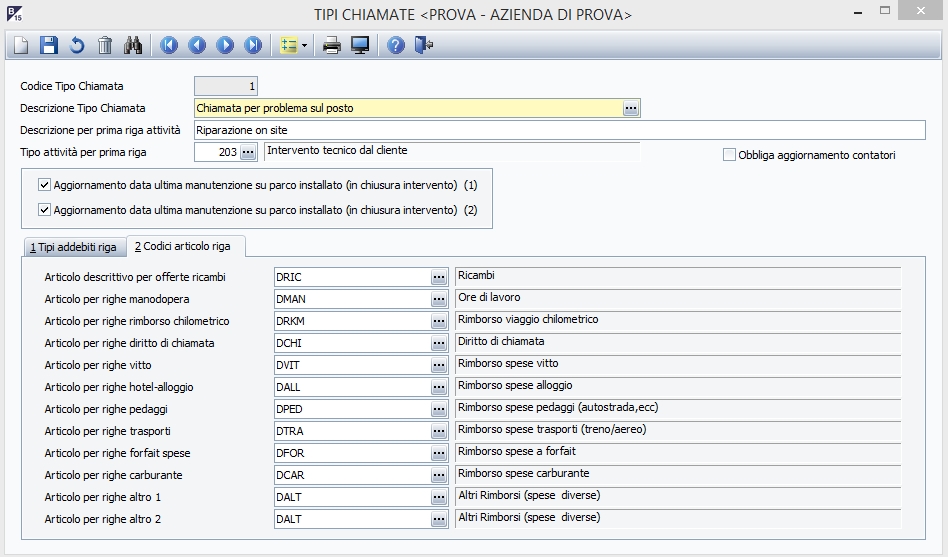 B 15
TIPI CHIAMATE <PROVA - AZIENDA DI PROVA>
Codice Tipo Chiamata 1
Descrizione Tipo Chiamata Chiamata per problema sul posto ...
Descrizione per prima riga attività Riparazione on site
Tipo attività per prima riga 203 ... Intervento tecnico dal cliente Obbliga aggiornamento contatori
Aggiornamento data ultima manutenzione su parco installato (in chiusura intervento) (1)
Aggiornamento data ultima manutenzione su parco installato (in chiusura intervento) (2)
1 Tipi addebiti riga 2 Codici articolo riga
Articolo descrittivo per offerte ricambi DRIC ... Ricambi
Articolo per righe manodopera DMAN ... Ore di lavoro
Articolo per righe rimborso chilometrico DRKM ... Rimborso viaggio chilometrico
Articolo per righe diritto di chiamata DCHI ... Diritto di chiamata
Articolo per righe vitto DVIT ... Rimborso spese vitto
Articolo per righe hotel-alloggio DALL ... Rimborso spese alloggio
Articolo per righe pedaggi DPED ... Rimborso spese pedaggi (autostrada,ecc)
Articolo per righe trasporti DTRA ... Rimborso spese trasporti (treno/aereo)
Articolo per righe forfait spese DFOR ... Rimborso spese a forfait
Articolo per righe carburante DCAR ... Rimborso spese carburante
Articolo per righe altro 1 DALT ... Altri Rimborsi (spese diverse)
Articolo per righe altro 2 DALT ... Altri Rimborsi (spese diverse)